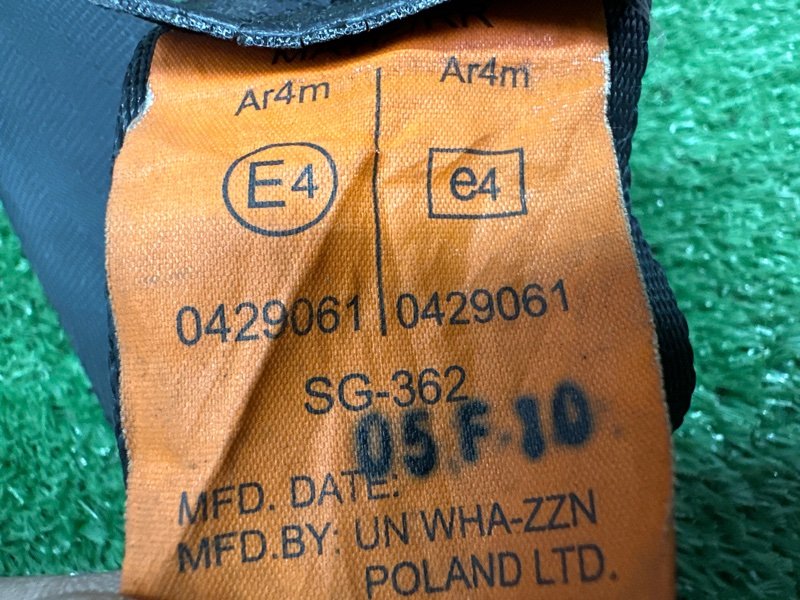 Ar4m Ar4m
E4 e4
0429061 0429061
SG-362
05 F 10
MFD. DATE:
MFD.BY: UN WHA-ZZN
POLAND LTD.